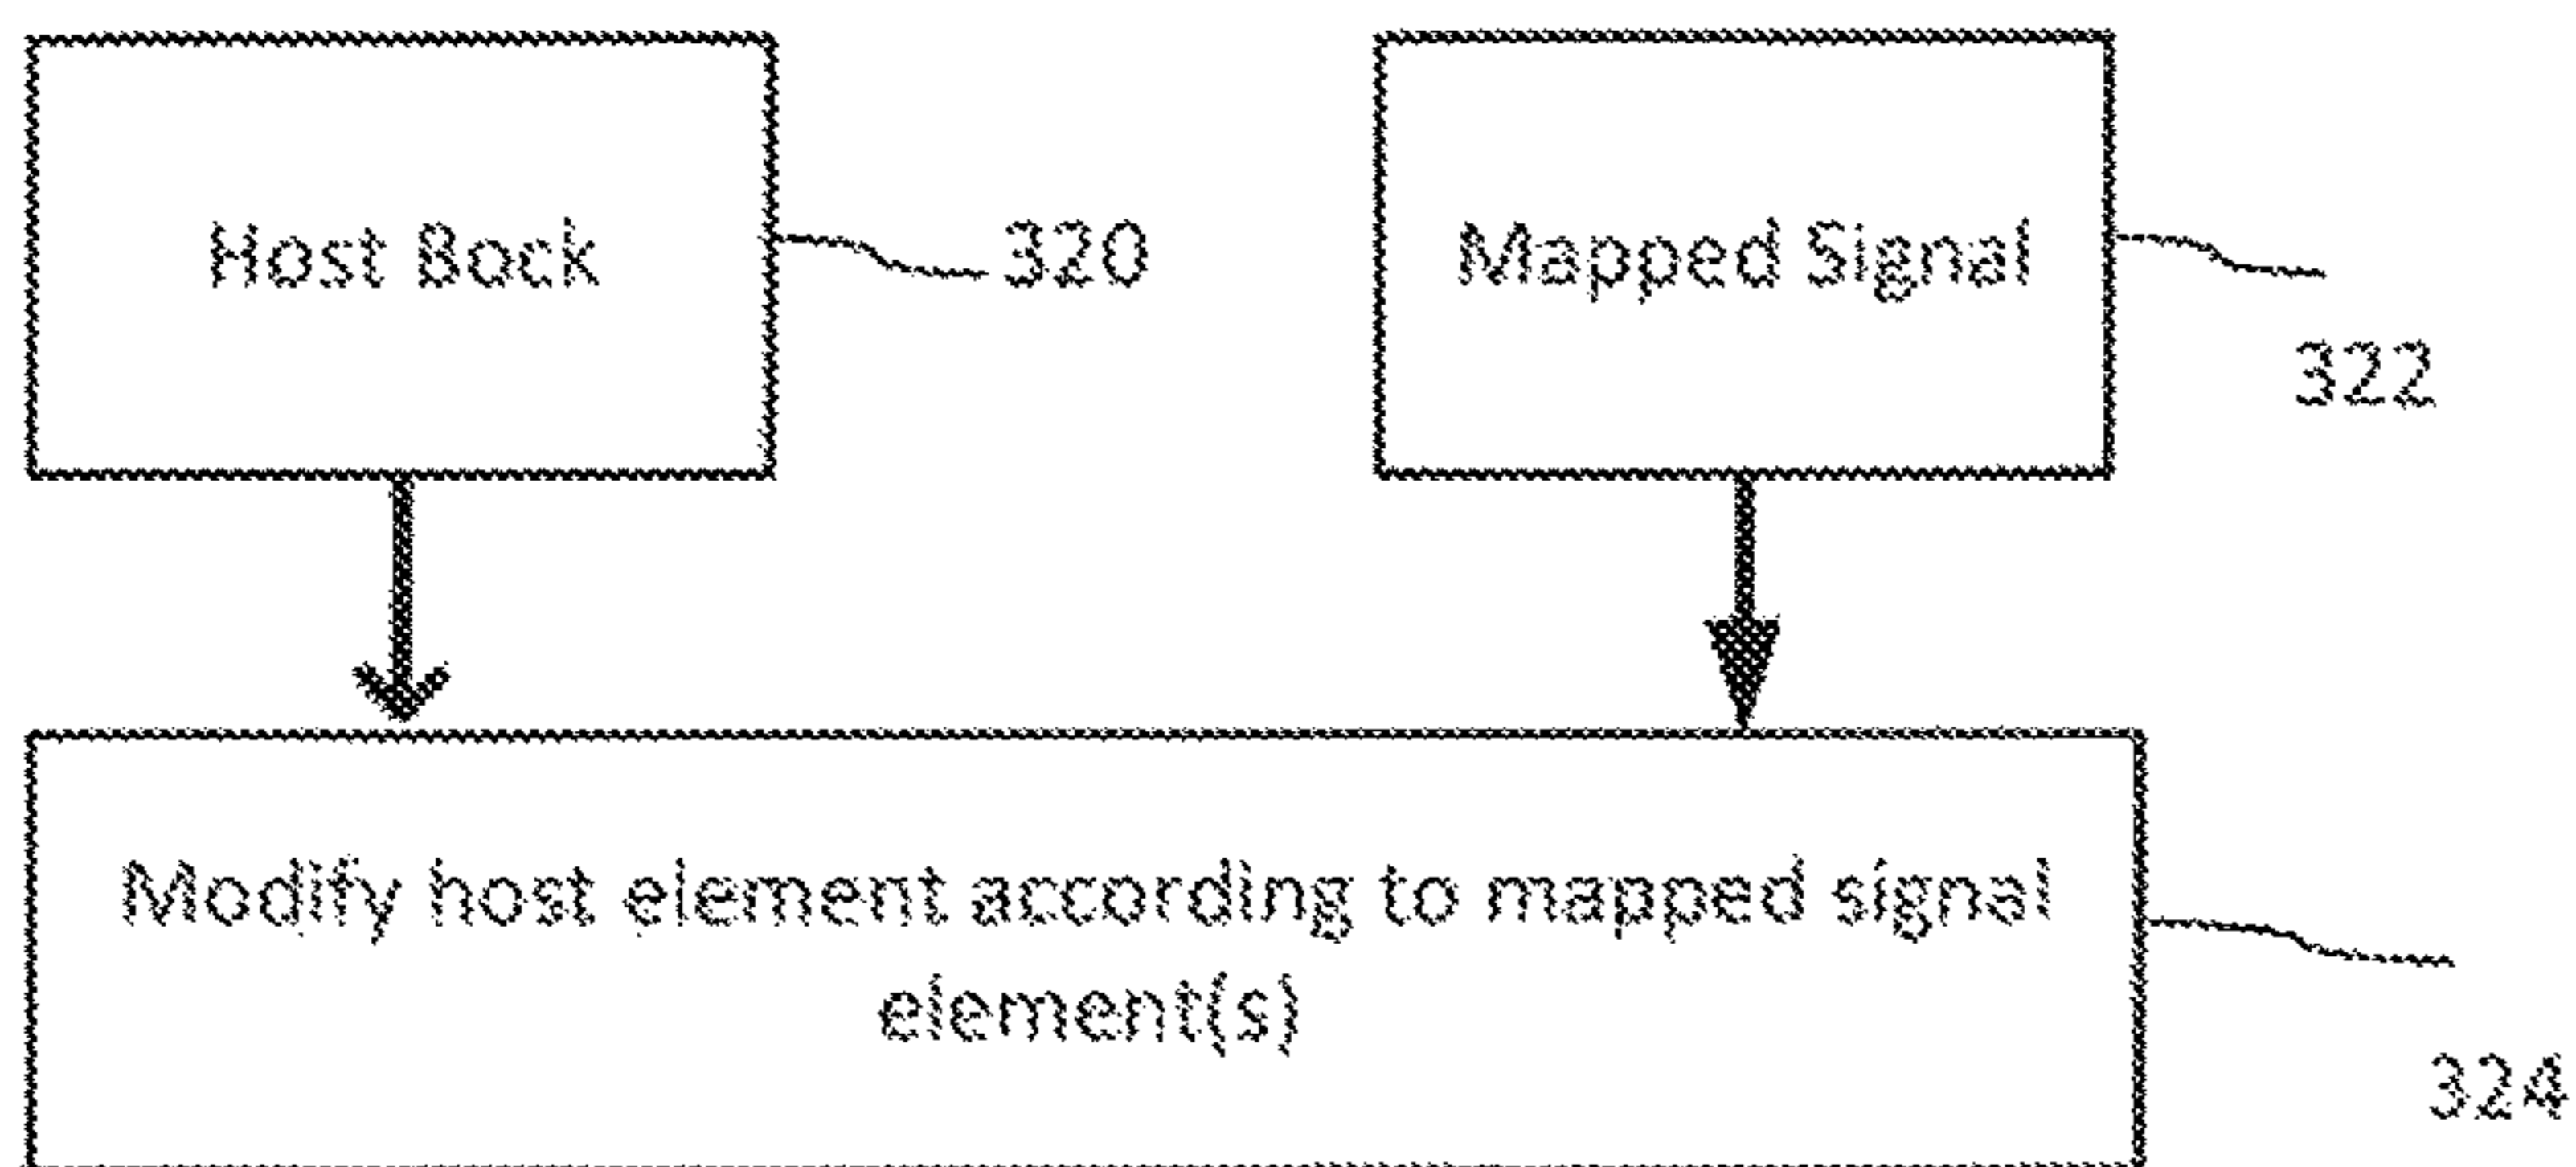 Host Bock
320
Mapped Signal
322
Modify host element according to mapped signal
element(s)
324